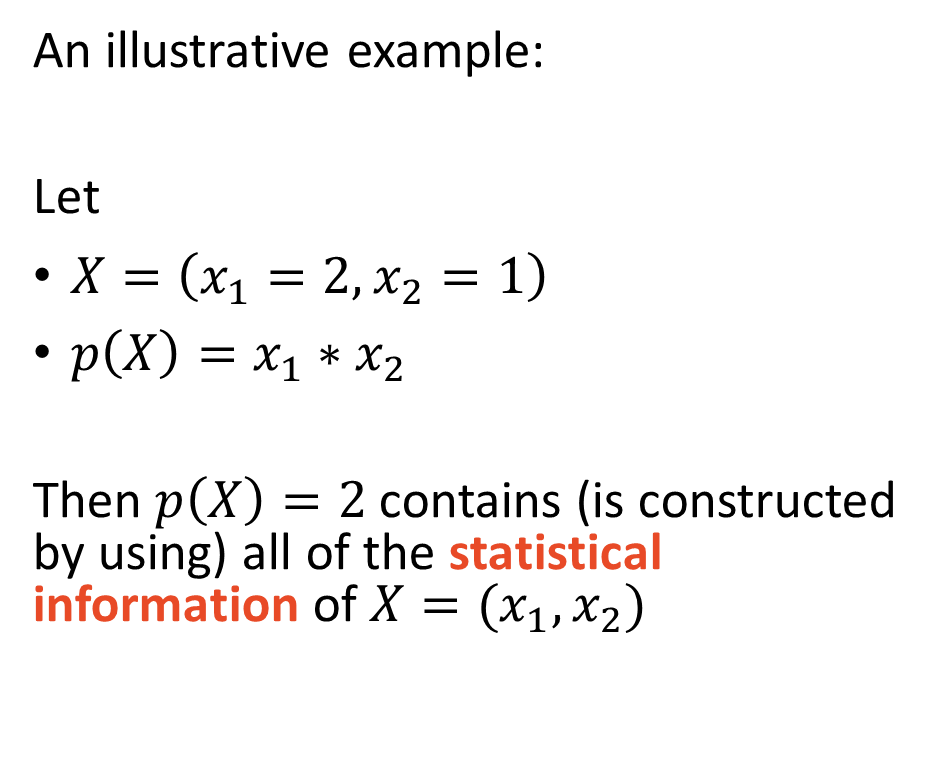 An illustrative example:
Let
• X = (x₁ = 2, x₂ = 1)
• p(X) = x₁ * x₂
Then p(X) = 2 contains (is constructed
by using) all of the statistical
information of X = (x₁, x₂)